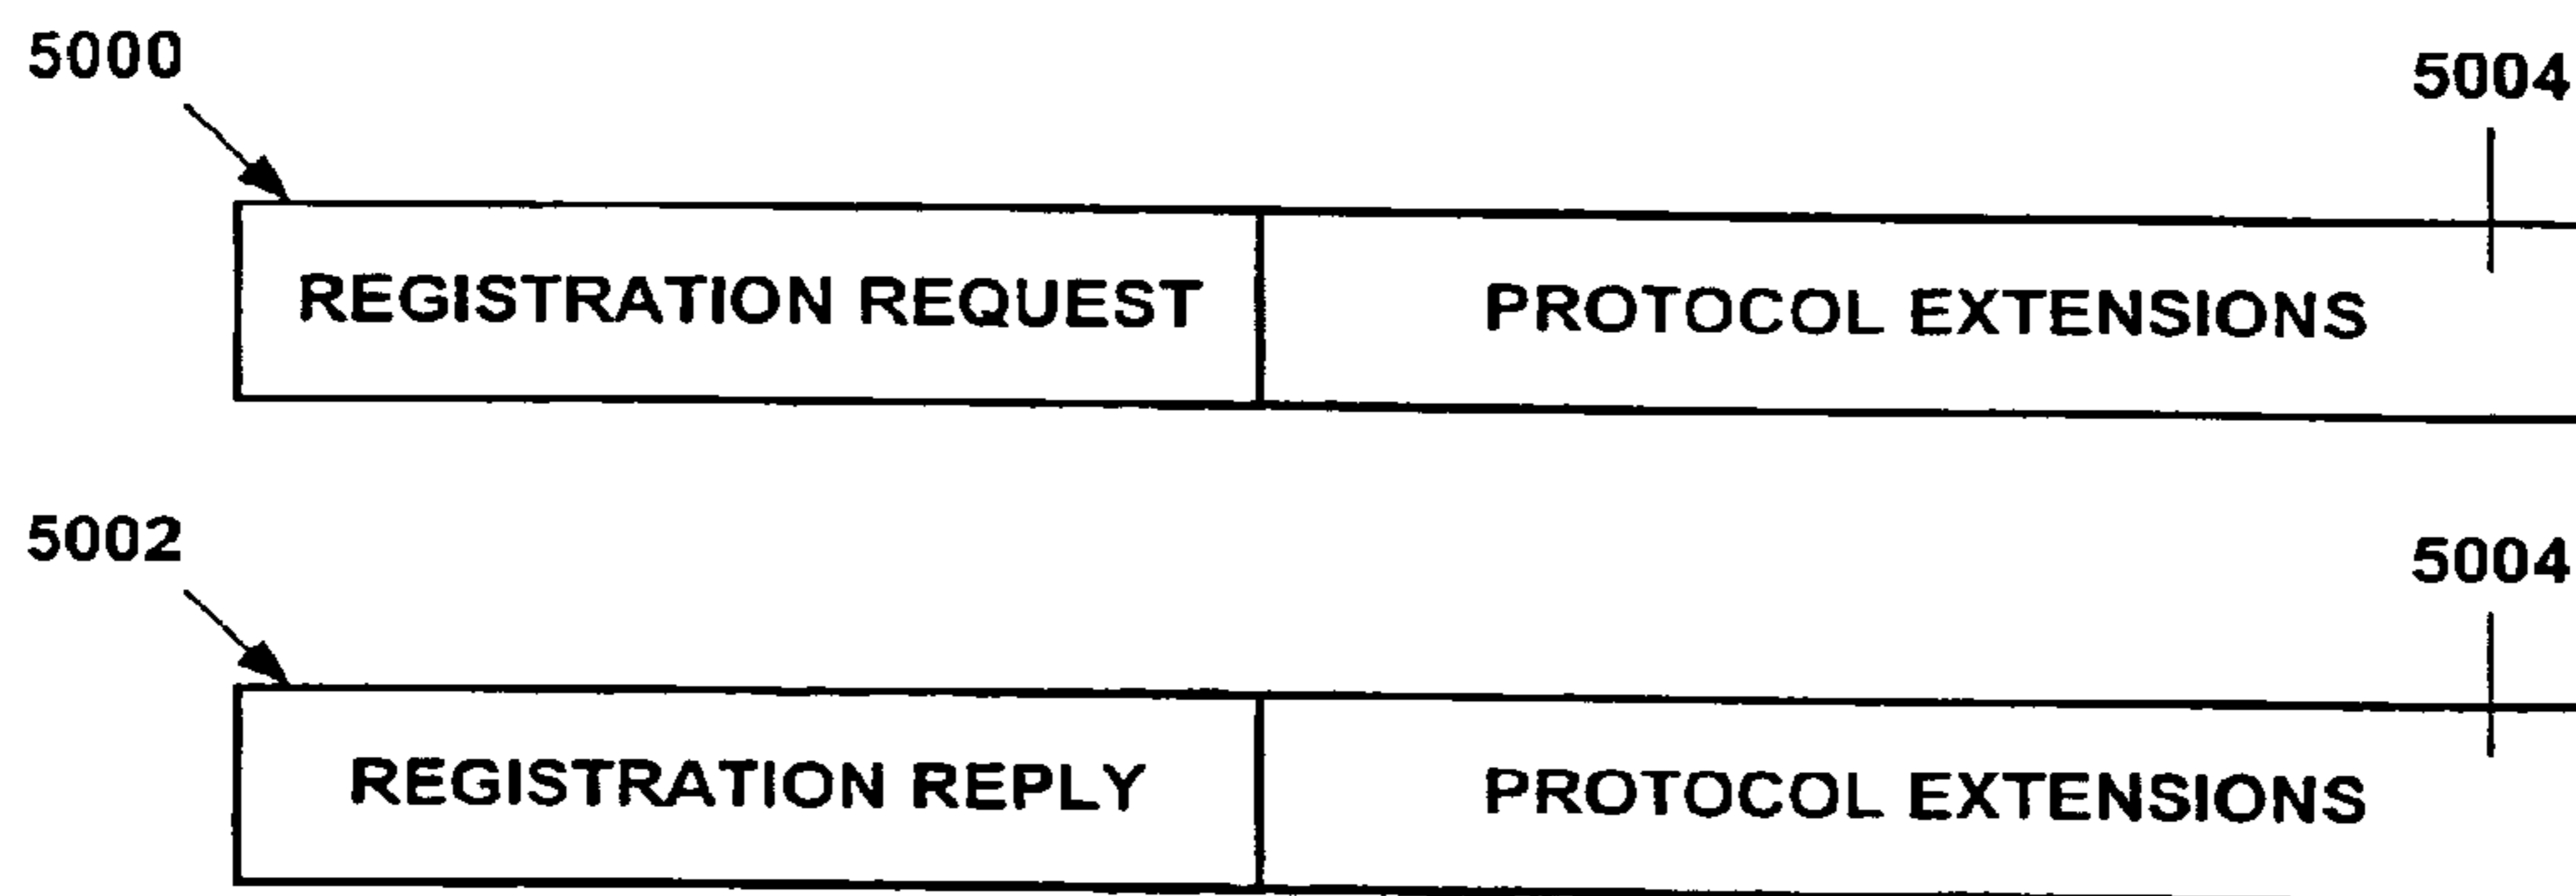 5000
5004
REGISTRATION REQUEST PROTOCOL EXTENSIONS
5002
5004
REGISTRATION REPLY PROTOCOL EXTENSIONS